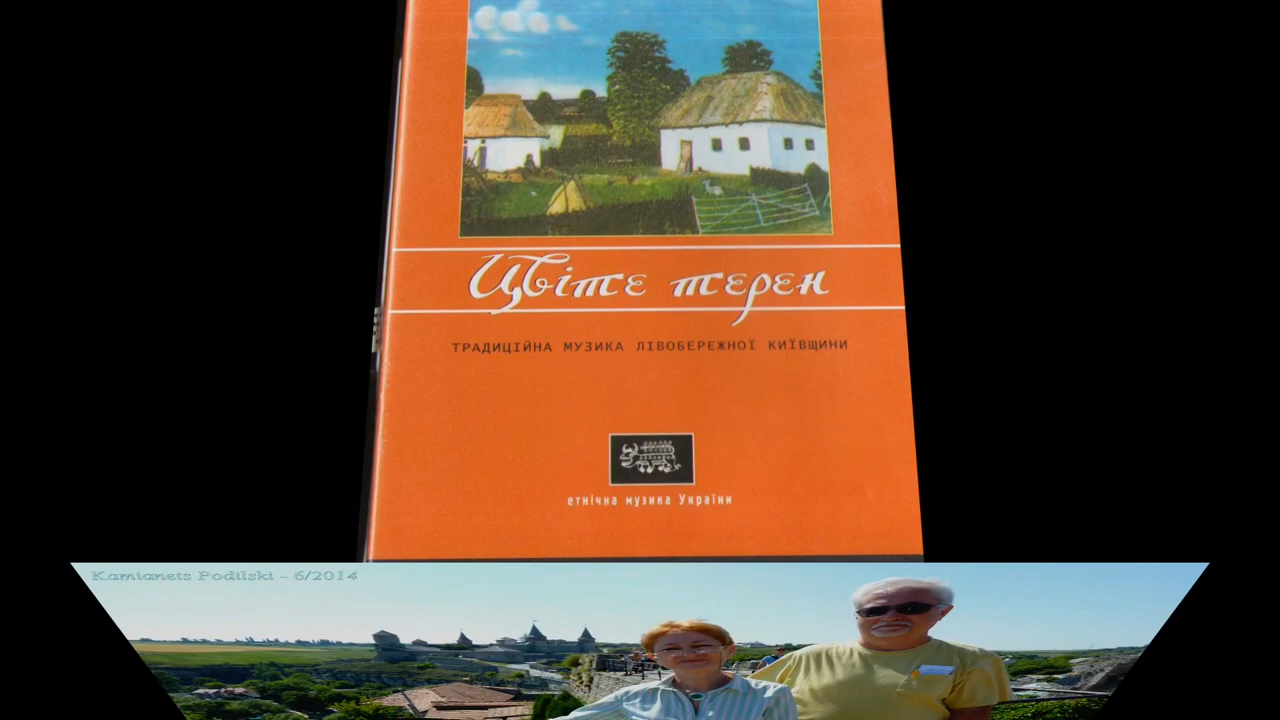 Цвіте терен
ТРАДИЦІЙНА МУЗИКА ЛІВОБЕРЕЖНОЇ КИЇВЩИНИ
етнічна музика України
Kamianets Podilski - 6/2014